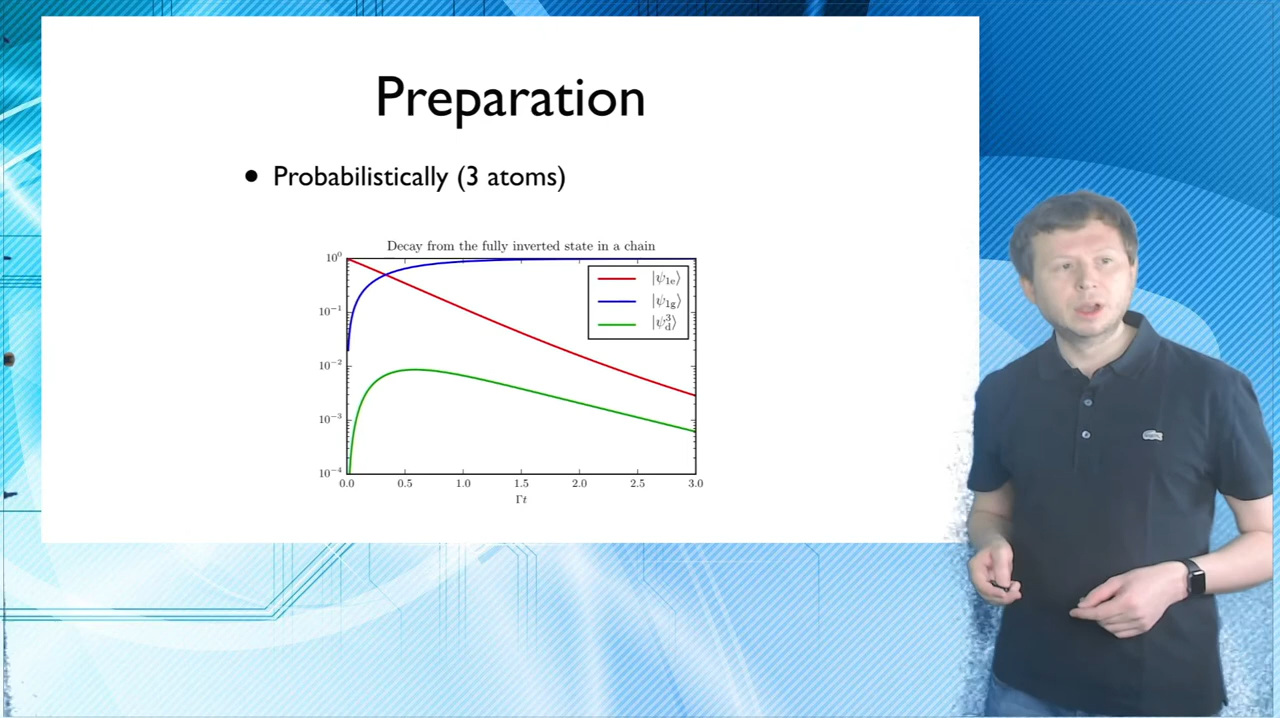 Preparation
• Probabilistically (3 atoms)
Decay from the fully inverted state in a chain
|ψ₁ₑ⟩
|ψ₁g⟩
|ψ³d⟩
10⁰
10⁻¹
10⁻²
10⁻³
10⁻⁴
0.0 0.5 1.0 1.5 2.0 2.5 3.0
Γt